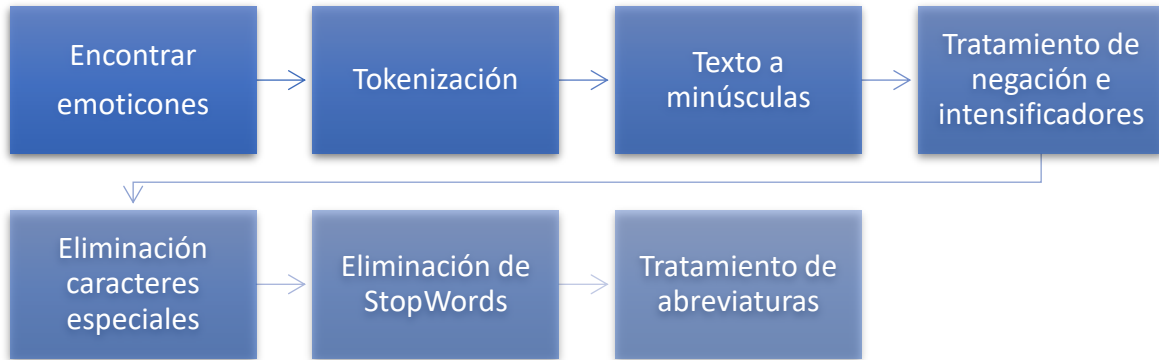 Encontrar
emoticones
Tokenización
Texto a
minúsculas
Tratamiento de
negación e
intensificadores
Eliminación
caracteres
especiales
Eliminación de
StopWords
Tratamiento de
abreviaturas